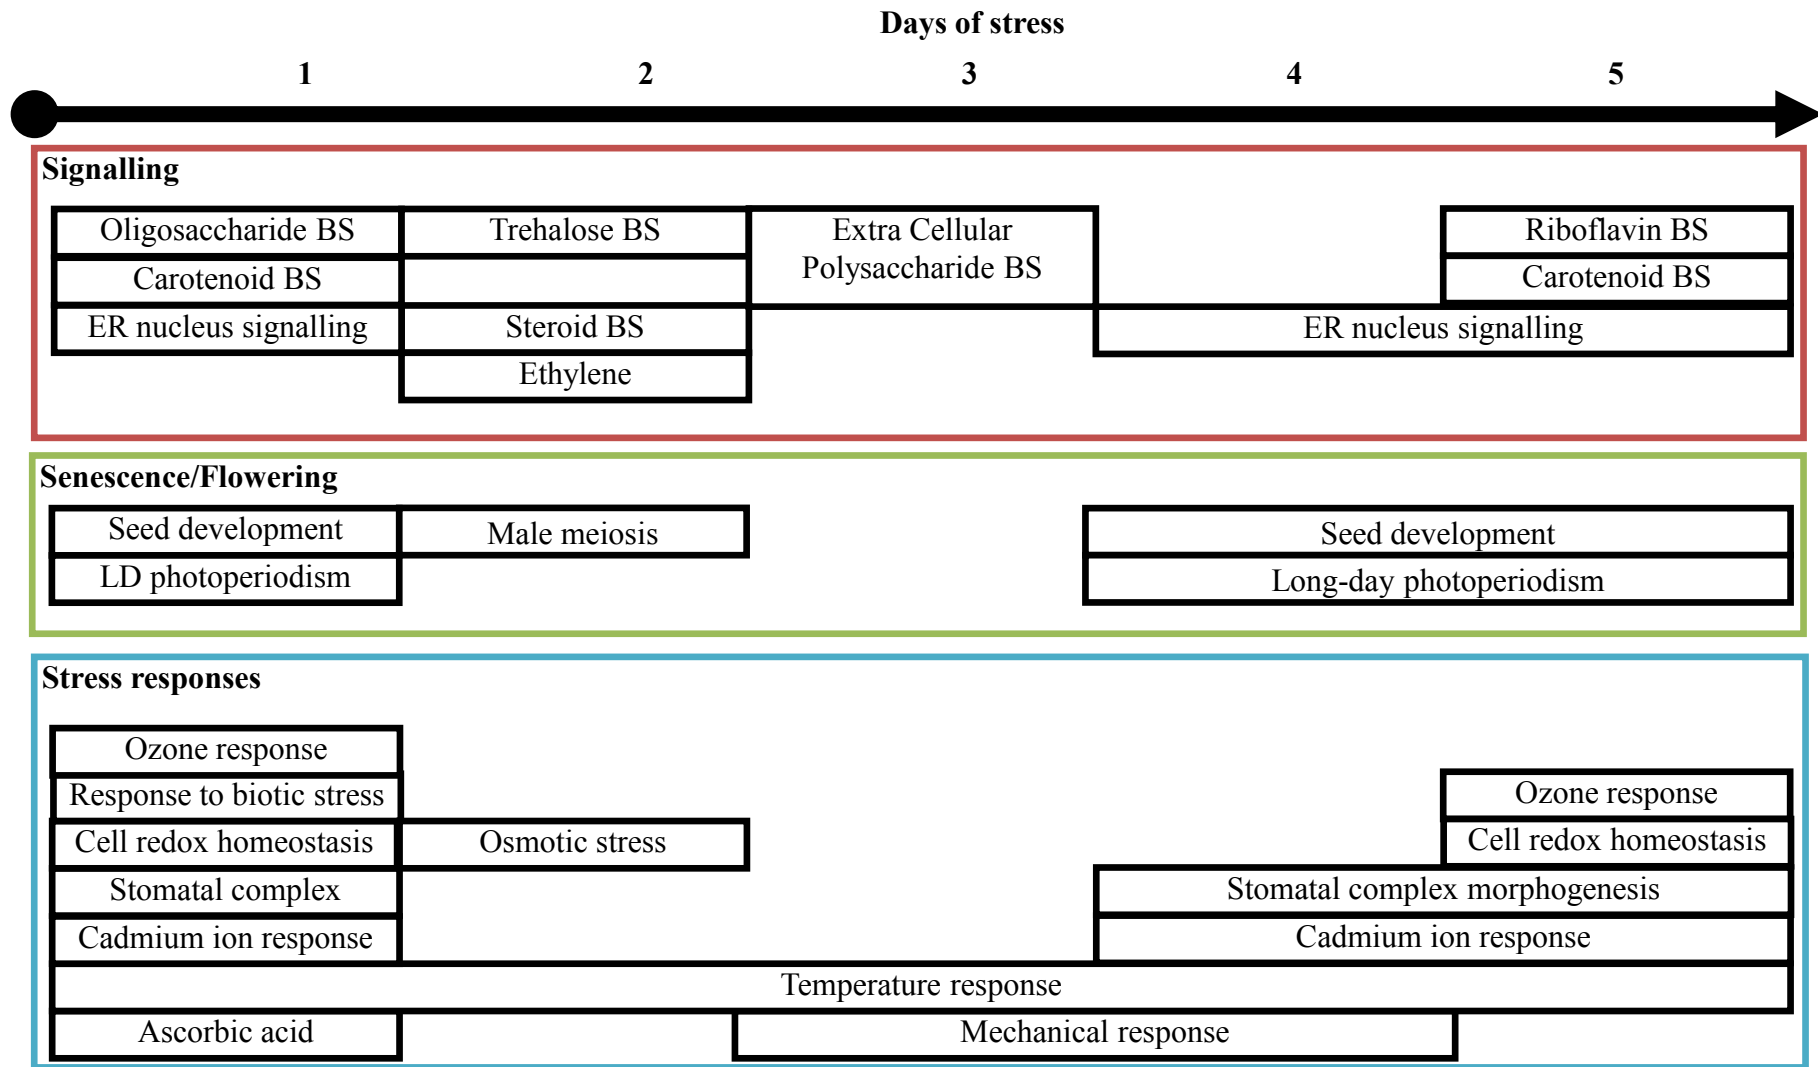 Days of stress
1 2 3 4 5
Signalling
Oligosaccharide BS Trehalose BS Extra Cellular Riboflavin BS
Carotenoid BS Polysaccharide BS Carotenoid BS
ER nucleus signalling Steroid BS ER nucleus signalling
Ethylene
Senescence/Flowering
Seed development Male meiosis Seed development
LD photoperiodism Long-day photoperiodism
Stress responses
Ozone response
Response to biotic stress Ozone response
Cell redox homeostasis Osmotic stress Cell redox homeostasis
Stomatal complex Stomatal complex morphogenesis
Cadmium ion response Cadmium ion response
Temperature response
Ascorbic acid Mechanical response